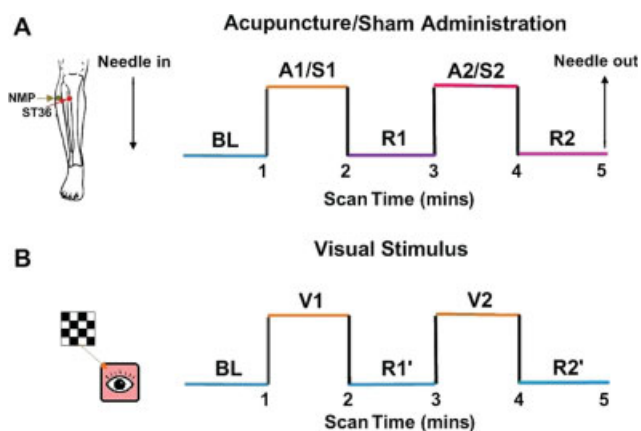 A
Acupuncture/Sham Administration
Needle in
NMP
ST36
A1/S1
A2/S2
Needle out
BL
R1
R2
1 2 3 4 5
Scan Time (mins)
B
Visual Stimulus
V1
V2
BL
R1'
R2'
1 2 3 4 5
Scan Time (mins)